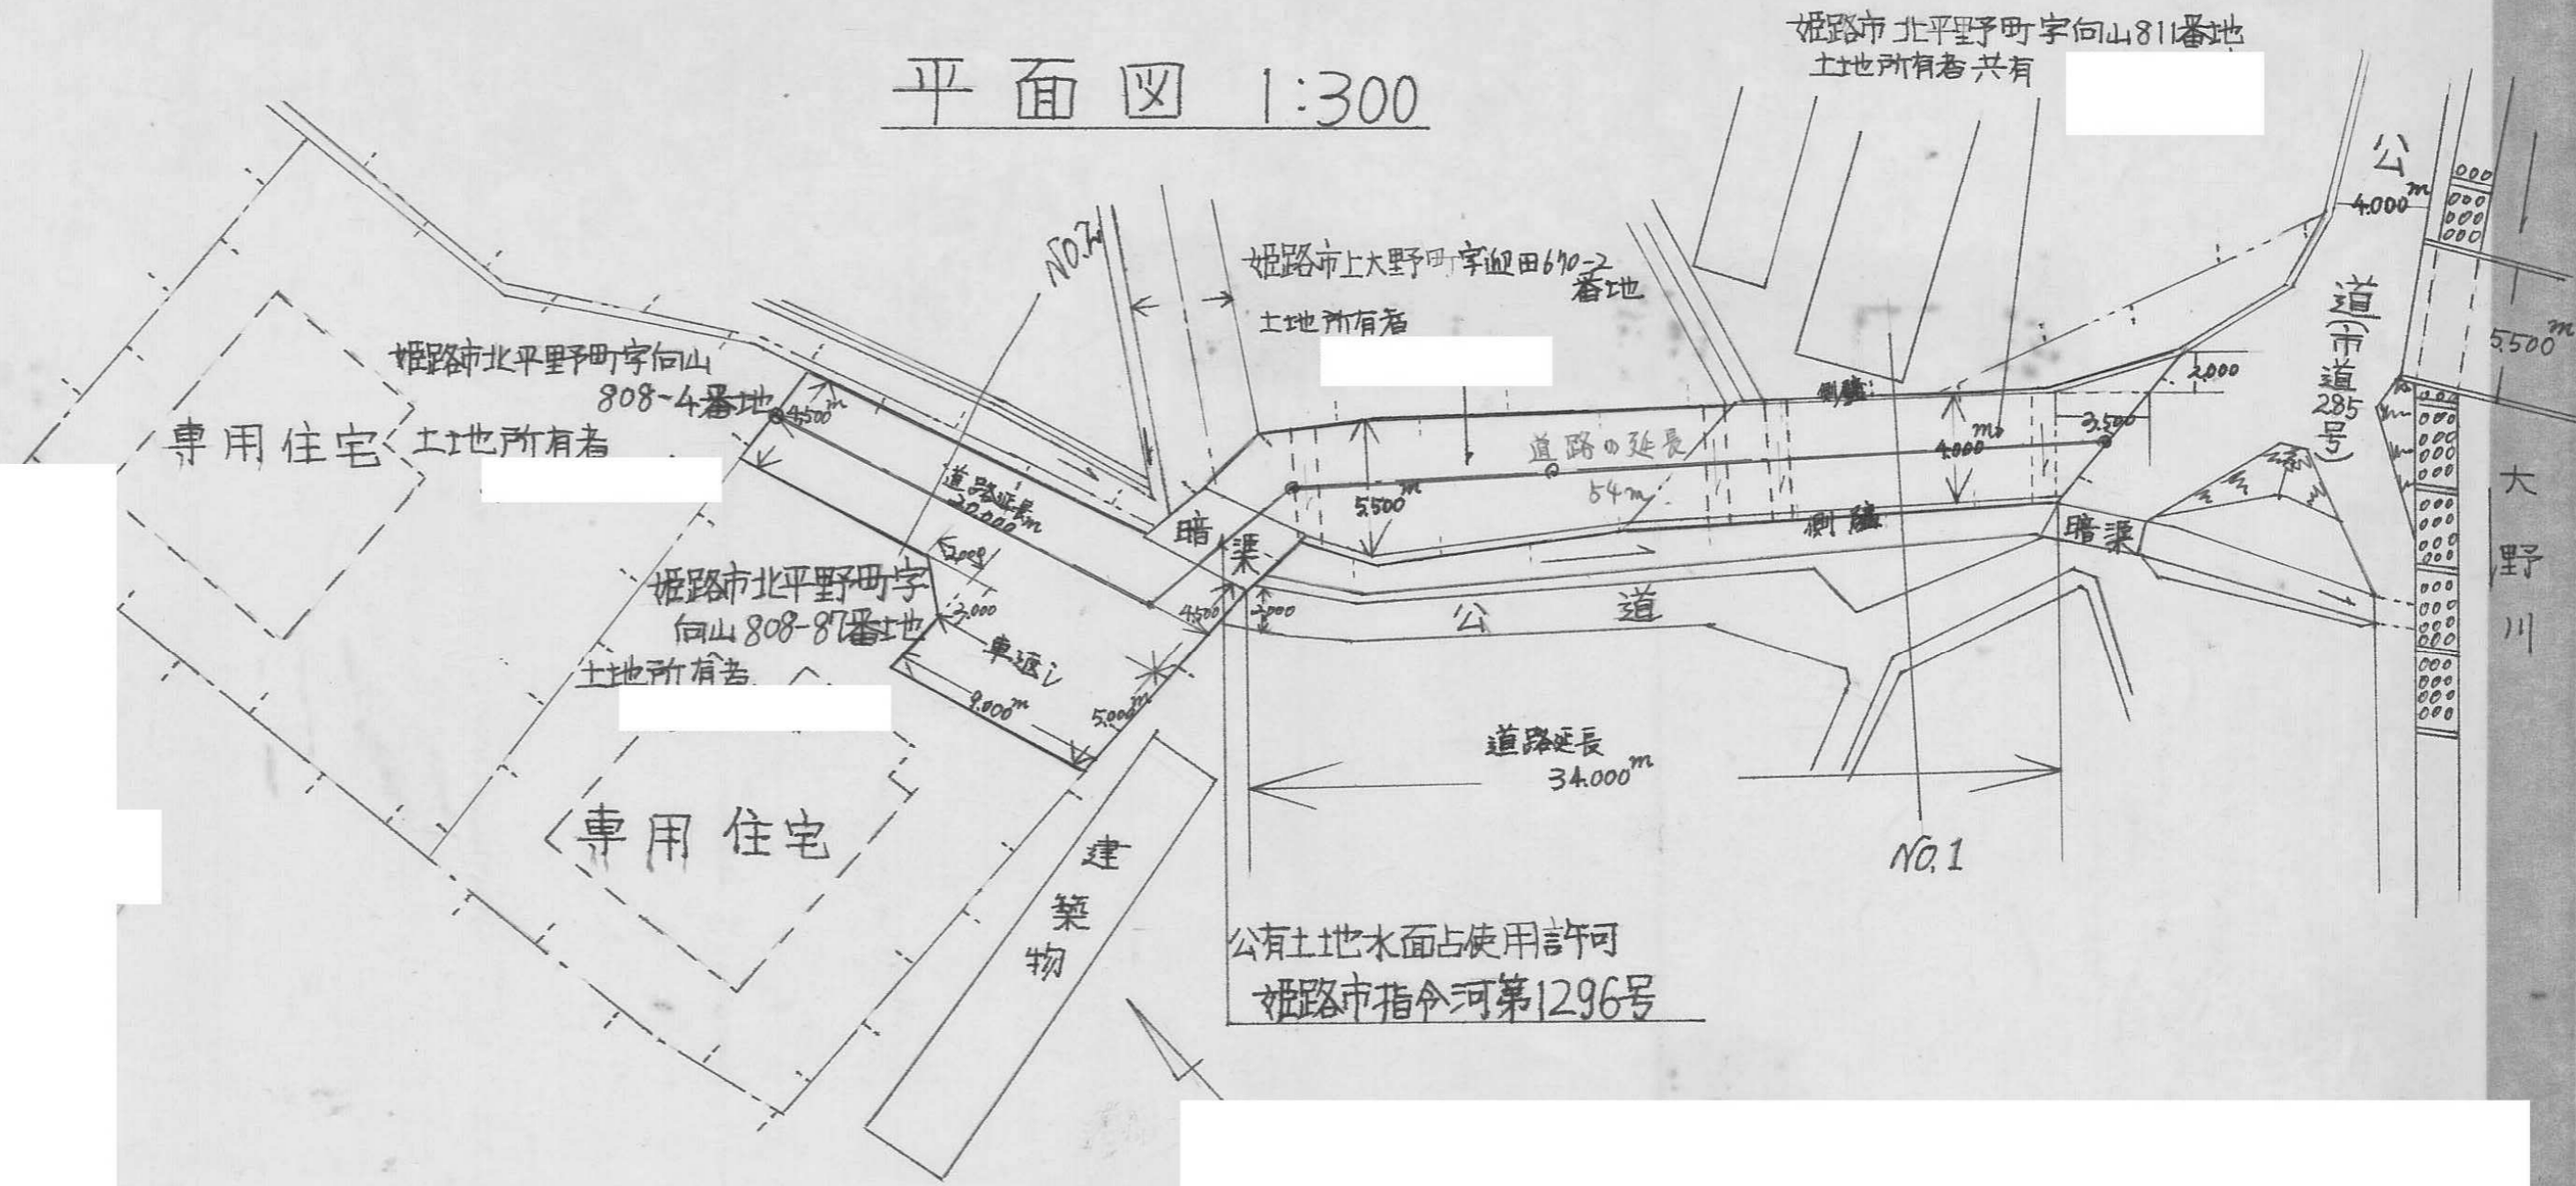 平面図 1:300
姫路市北平野町字向山811番地
土地所有者共有
公
4.000m
道(市道285号)
5.500m
大野川
NO.2
姫路市上大野町字迎田670-2
番地
土地所有者
姫路市北平野町字向山
808-4番地
土地所有者
4.500m
専用住宅
道路延長
20.000m
暗渠
5.500m
道路の延長
54m
側溝
4.000m
3.500
2.000
側溝
暗渠
姫路市北平野町字
向山808-87番地
土地所有者
3.000
車返し
9.000m
5.000m
4.500
2.000
公道
道路延長
34.000m
NO.1
専用住宅
建築物
公有土地水面占使用許可
姫路市指令河第1296号